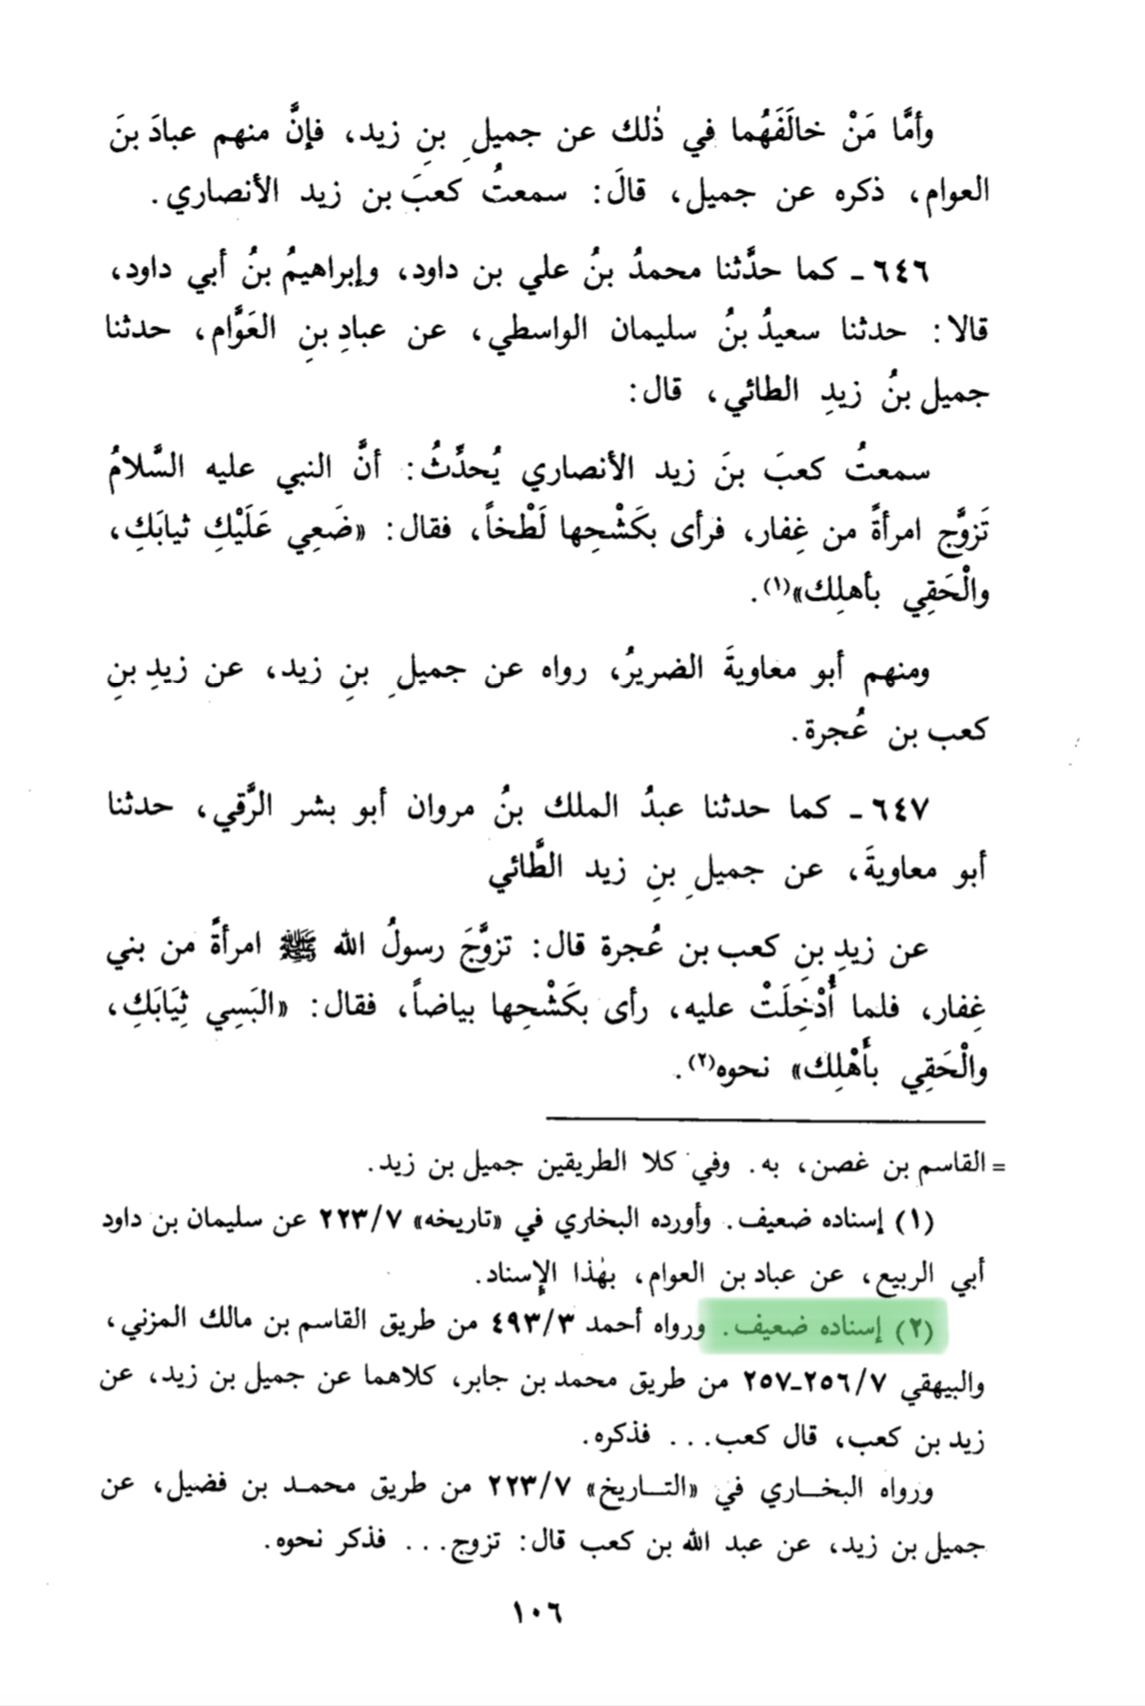 وأمَّا مَنْ خالَفَهُما في ذٰلك عن جميلِ بنِ زيد، فإنَّ منهم عبادَ بنَ
العوام، ذكره عن جميل، قالَ: سمعتُ كعبَ بن زيد الأنصاري.
٦٤٦ ـ كما حدَّثنا محمدُ بنُ علي بن داود، وإبراهيمُ بنُ أبي داود،
قالا: حدثنا سعيدُ بنُ سليمان الواسطي، عن عبادِ بنِ العَوَّام، حدثنا
جميل بنُ زيدِ الطائي، قال:
سمعتُ كعبَ بنَ زيد الأنصاري يُحدَّثُ: أنَّ النبي عليه السَّلامُ
تَزوَّج امرأةً من غِفار، فرأى بكَشْحِها لَطْخاً، فقال: «ضَعِي عَلَيْكِ ثيابَكِ،
والْحَقِي بأهلِك»(١).
ومنهم أبو معاويةَ الضريرُ، رواه عن جميلِ بنِ زيد، عن زيدِ بنِ
كعب بن عُجرة.
٦٤٧ ـ كما حدثنا عبدُ الملك بنُ مروان أبو بشر الرَّقي، حدثنا
أبو معاويةَ، عن جميلِ بنِ زيد الطَّائي
عن زيدِ بنِ كعب بن عُجرة قال: تزوَّجَ رسولُ الله ﷺ امرأةً من بني
غِفار، فلما أُدْخِلَتْ عليه، رأى بكَشْحِها بياضاً، فقال: «البَسِي ثِيَابَكِ،
والْحَقِي بأَهْلِك» نحوه(٢).
= القاسم بن غصن، به. وفي كلا الطريقين جميل بن زيد.
(١) إسناده ضعيف. وأورده البخاري في «تاريخه» ٢٢٣/٧ عن سليمان بن داود
أبي الربيع، عن عباد بن العوام، بهٰذا الإسناد.
(٢) إسناده ضعيف. ورواه أحمد ٤٩٣/٣ من طريق القاسم بن مالك المزني،
والبيهقي ٢٥٦/٧ـ٢٥٧ من طريق محمد بن جابر، كلاهما عن جميل بن زيد، عن
زيد بن كعب، قال كعب... فذكره.
ورواه البخـاري في «التـاريخ» ٢٢٣/٧ من طريق محمـد بن فضيل، عن
جميل بن زيد، عن عبد الله بن كعب قال: تزوج... فذكر نحوه.
١٠٦